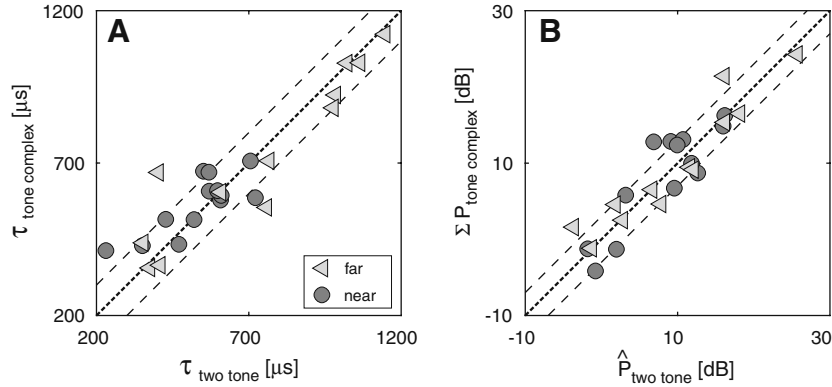 A
1200
700
200
τ tone complex [µs]
200 700 1200
τ two tone [µs]
far
near
B
30
10
-10
Σ P tone complex [dB]
-10 10 30
P̂ two tone [dB]